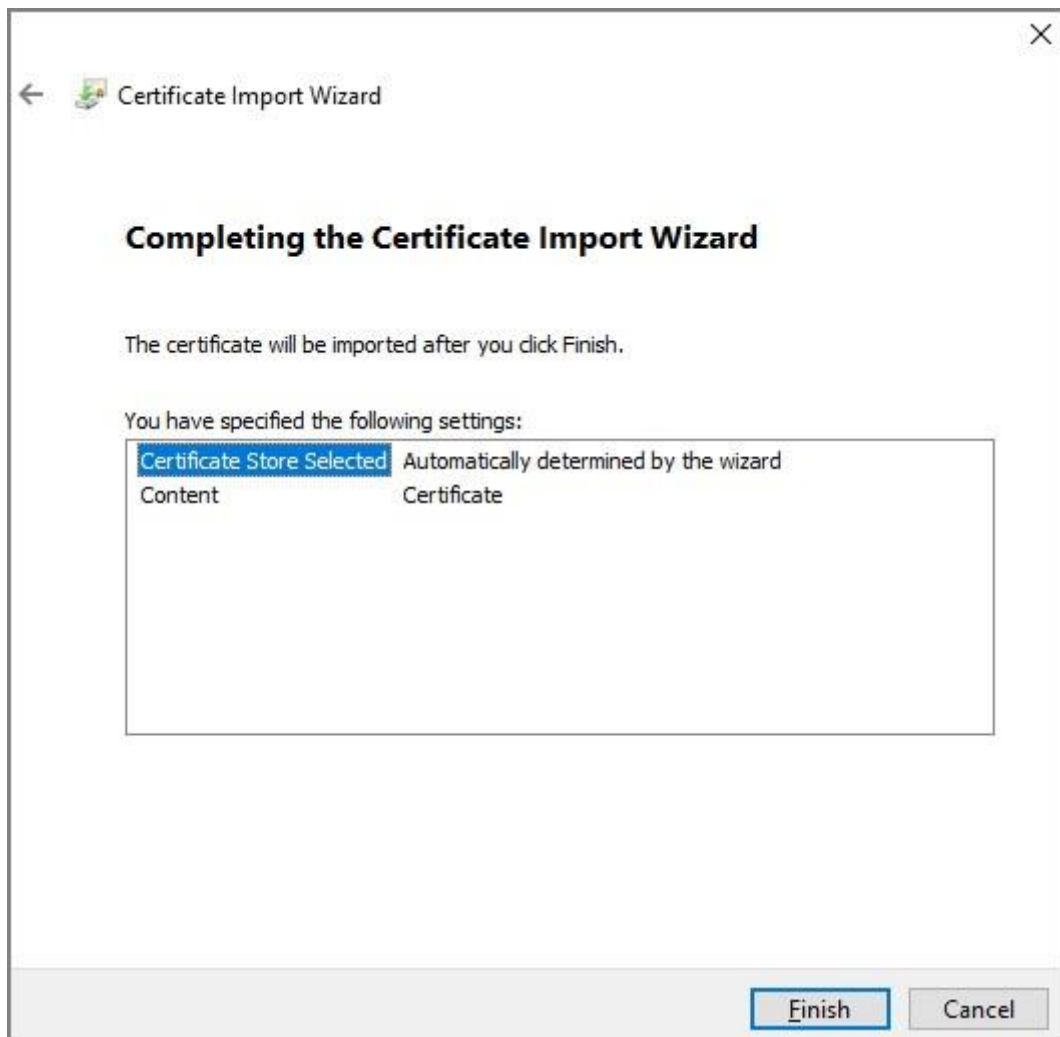 Certificate Import Wizard
Completing the Certificate Import Wizard
The certificate will be imported after you click Finish.
You have specified the following settings:
Certificate Store Selected Automatically determined by the wizard
Content Certificate
Finish Cancel